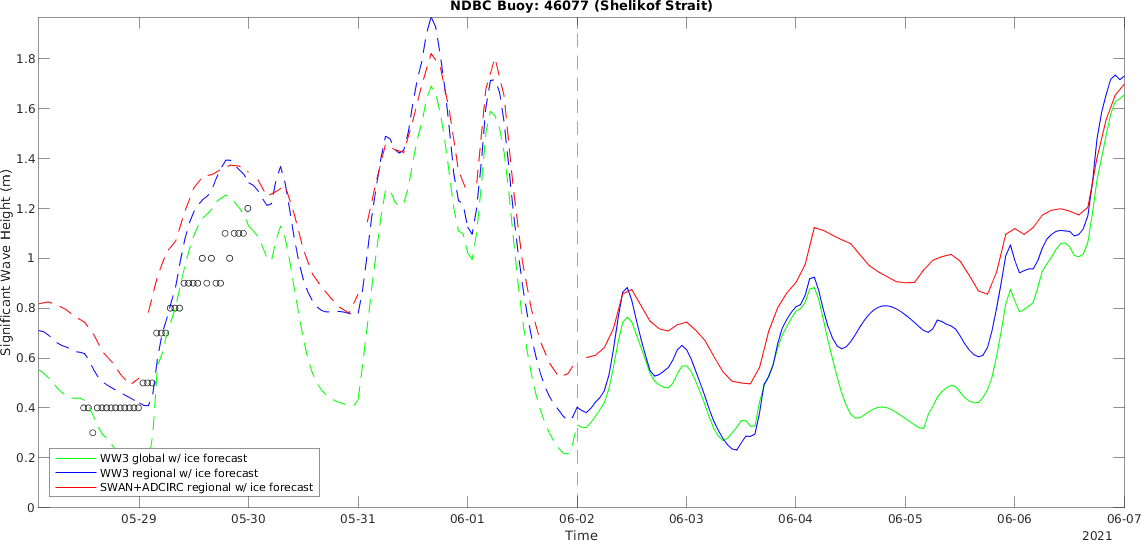 NDBC Buoy: 46077 (Shelikof Strait)
Significant Wave Height (m)
1.8
1.6
1.4
1.2
1
0.8
0.6
0.4
0.2
0
WW3 global w/ ice forecast
WW3 regional w/ ice forecast
SWAN+ADCIRC regional w/ ice forecast
05-29 05-30 05-31 06-01 06-02 06-03 06-04 06-05 06-06 06-07
Time
2021